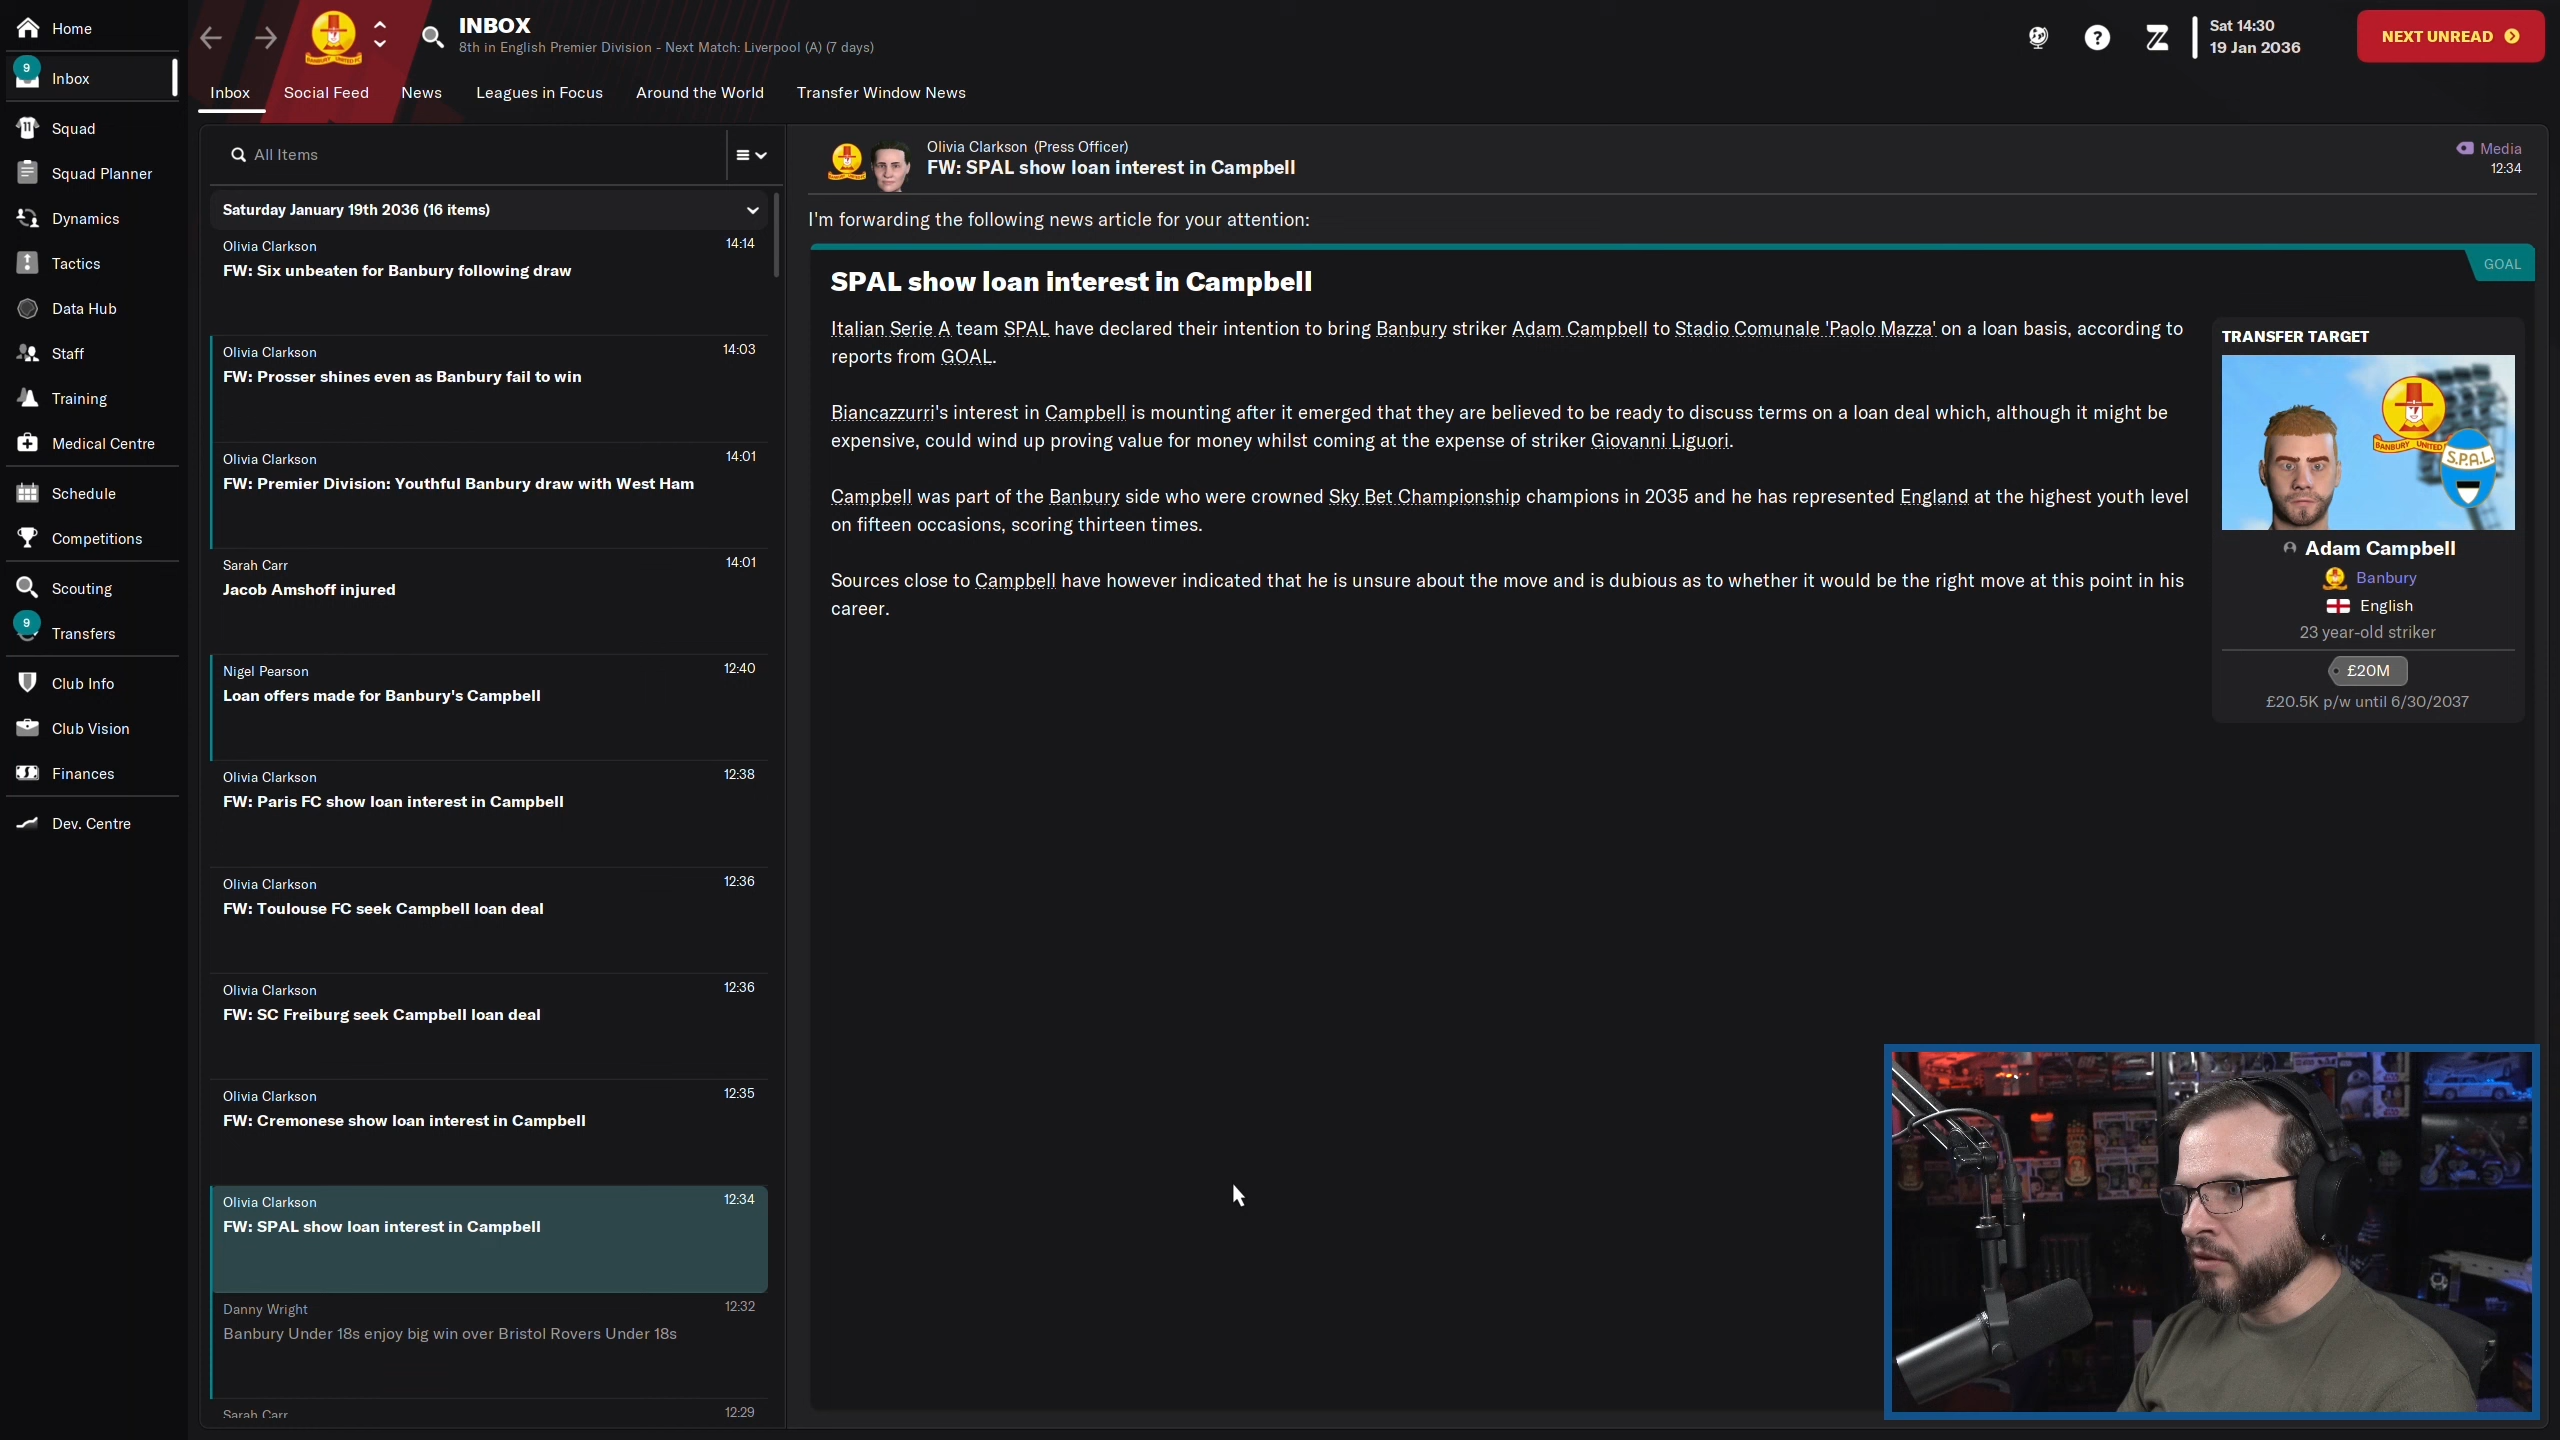 Home
9
Inbox
Squad
Squad Planner
Dynamics
Tactics
Data Hub
Staff
Training
Medical Centre
Schedule
Competitions
Scouting
9
Transfers
Club Info
Club Vision
Finances
Dev. Centre
INBOX
8th in English Premier Division - Next Match: Liverpool (A) (7 days)
Sat 14:30
19 Jan 2036
NEXT UNREAD
Inbox
Social Feed
News
Leagues in Focus
Around the World
Transfer Window News
All Items
Saturday January 19th 2036 (16 items)
Olivia Clarkson
14:14
FW: Six unbeaten for Banbury following draw
Olivia Clarkson
14:03
FW: Prosser shines even as Banbury fail to win
Olivia Clarkson
14:01
FW: Premier Division: Youthful Banbury draw with West Ham
Sarah Carr
14:01
Jacob Amshoff injured
Nigel Pearson
12:40
Loan offers made for Banbury's Campbell
Olivia Clarkson
12:38
FW: Paris FC show loan interest in Campbell
Olivia Clarkson
12:36
FW: Toulouse FC seek Campbell loan deal
Olivia Clarkson
12:36
FW: SC Freiburg seek Campbell loan deal
Olivia Clarkson
12:35
FW: Cremonese show loan interest in Campbell
Olivia Clarkson
12:34
FW: SPAL show loan interest in Campbell
Danny Wright
12:32
Banbury Under 18s enjoy big win over Bristol Rovers Under 18s
Sarah Carr
12:29
Olivia Clarkson (Press Officer)
FW: SPAL show loan interest in Campbell
Media
12:34
I'm forwarding the following news article for your attention:
GOAL
SPAL show loan interest in Campbell
Italian Serie A team SPAL have declared their intention to bring Banbury striker Adam Campbell to Stadio Comunale 'Paolo Mazza' on a loan basis, according to
reports from GOAL.
Biancazzurri's interest in Campbell is mounting after it emerged that they are believed to be ready to discuss terms on a loan deal which, although it might be
expensive, could wind up proving value for money whilst coming at the expense of striker Giovanni Liguori.
Campbell was part of the Banbury side who were crowned Sky Bet Championship champions in 2035 and he has represented England at the highest youth level
on fifteen occasions, scoring thirteen times.
Sources close to Campbell have however indicated that he is unsure about the move and is dubious as to whether it would be the right move at this point in his
career.
TRANSFER TARGET
BANBURY UNITED
S.P.A.L.
Adam Campbell
Banbury
English
23 year-old striker
£20M
£20.5K p/w until 6/30/2037